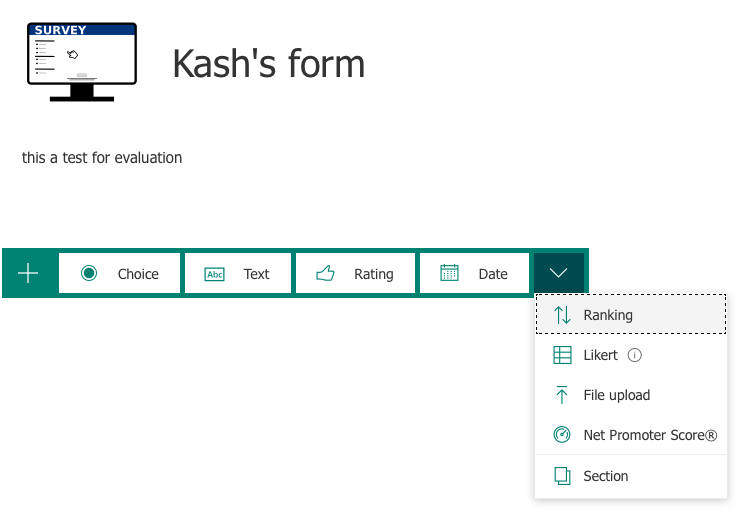 SURVEY
Kash's form
this a test for evaluation
Choice
Abc
Text
Rating
Date
Ranking
Likert
File upload
Net Promoter Score®
Section